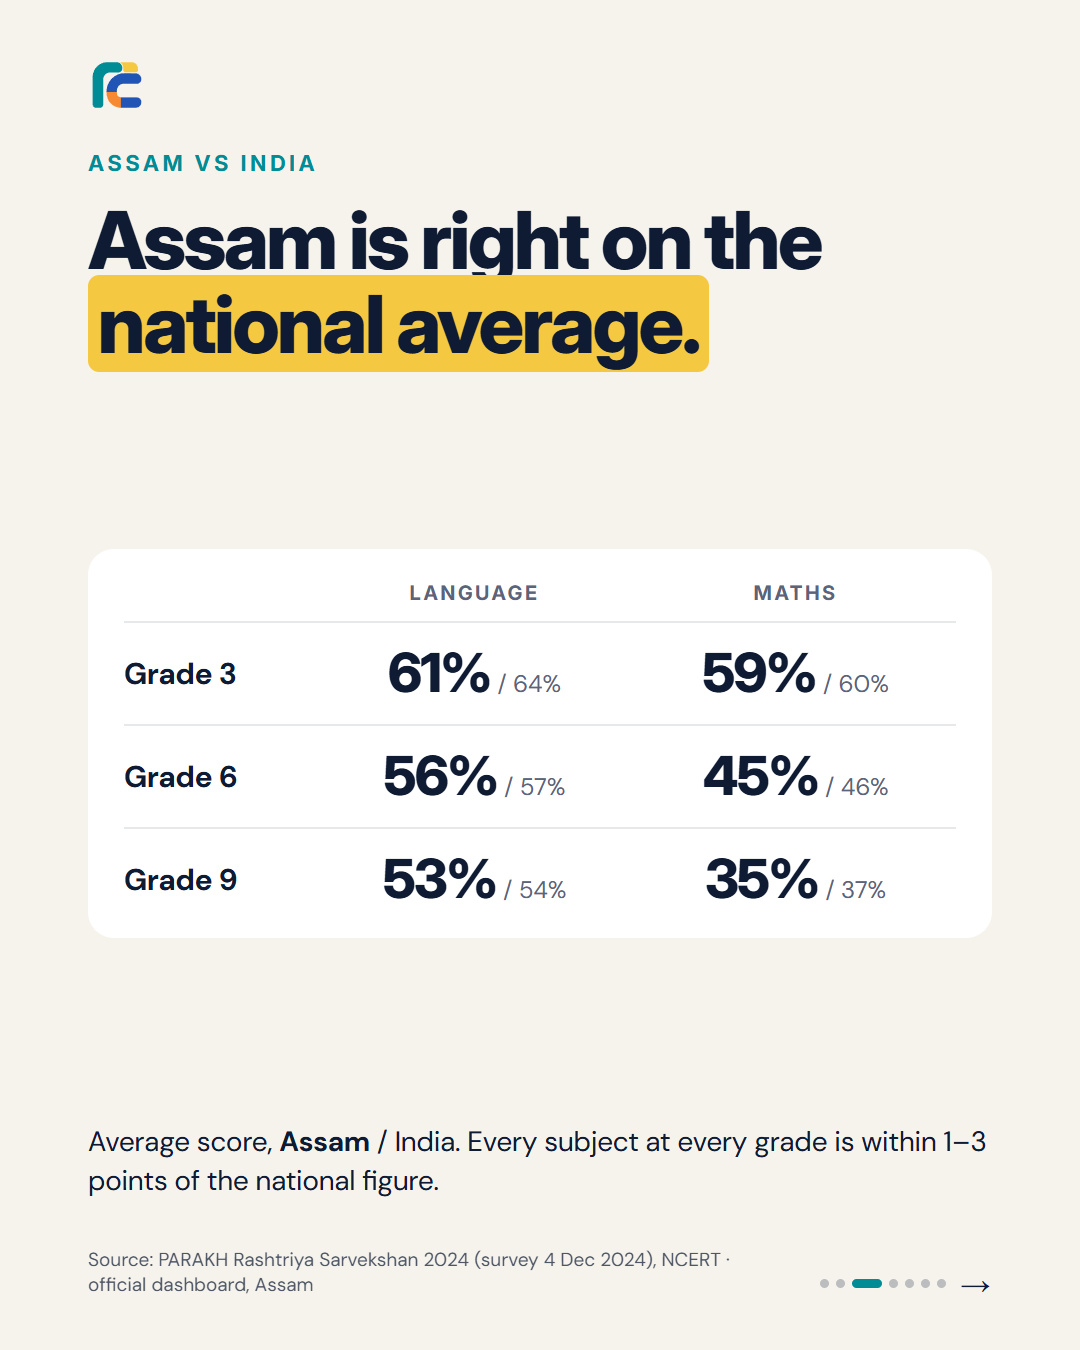 ASSAM VS INDIA
Assam is right on the
national average.
LANGUAGE MATHS
Grade 3 61% / 64% 59% / 60%
Grade 6 56% / 57% 45% / 46%
Grade 9 53% / 54% 35% / 37%
Average score, Assam / India. Every subject at every grade is within 1–3
points of the national figure.
Source: PARAKH Rashtriya Sarvekshan 2024 (survey 4 Dec 2024), NCERT ·
official dashboard, Assam
→